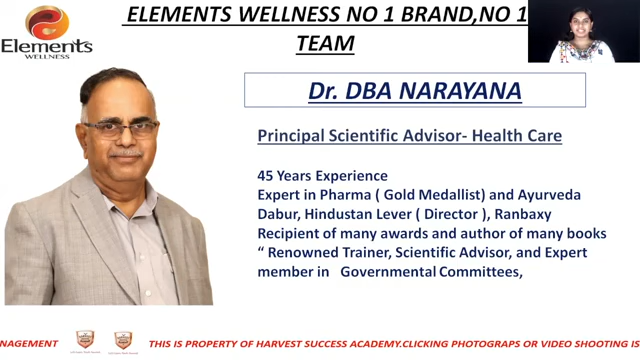 ELEMENTS WELLNESS NO 1 BRAND,NO 1
TEAM
Elements
WELLNESS
Dr. DBA NARAYANA
Principal Scientific Advisor- Health Care
45 Years Experience
Expert in Pharma ( Gold Medallist) and Ayurveda
Dabur, Hindustan Lever ( Director ), Ranbaxy
Recipient of many awards and author of many books
“ Renowned Trainer, Scientific Advisor, and Expert
member in Governmental Committees,
NAGEMENT
THIS IS PROPERTY OF HARVEST SUCCESS ACADEMY.CLICKING PHOTOGRAPS OR VIDEO SHOOTING IS